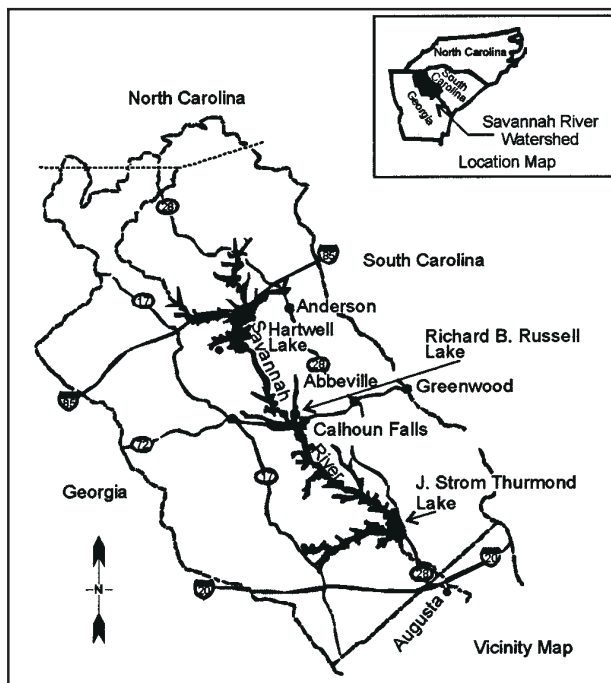 North Carolina
South
Carolina
Georgia
Savannah River
Watershed
Location Map
North Carolina
28
85
South Carolina
17
Anderson
Hartwell
Lake
Savannah
Richard B. Russell
Lake
28
Abbeville
Greenwood
85
Calhoun Falls
72
River
17
Georgia
J. Strom Thurmond
Lake
20
28
N
20
Augusta
Vicinity Map